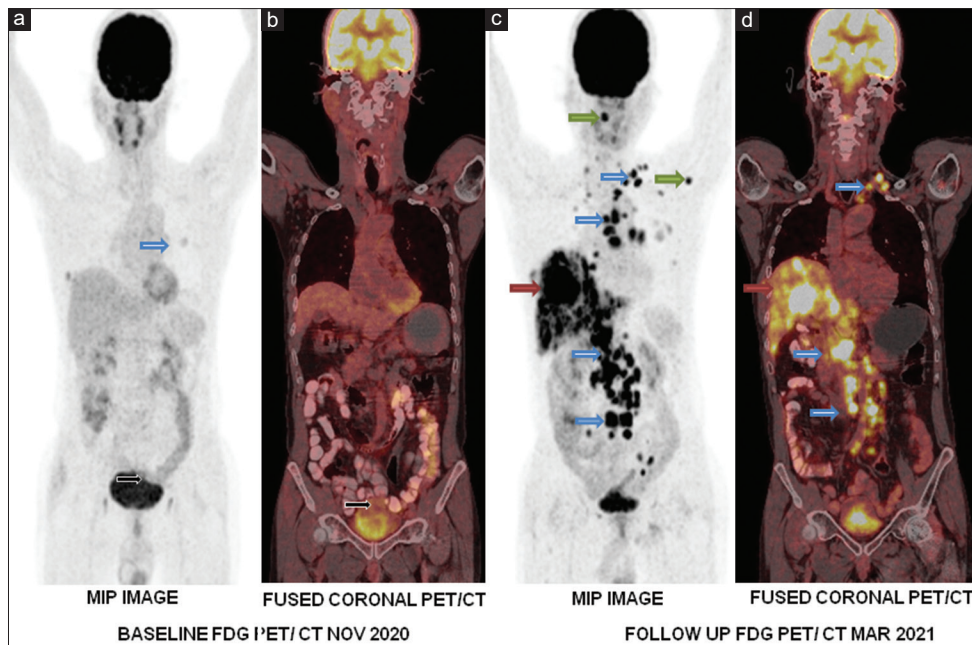 a
b
c
d
MIP IMAGE
FUSED CORONAL PET/CT
MIP IMAGE
FUSED CORONAL PET/CT
BASELINE FDG PET/ CT NOV 2020
FOLLOW UP FDG PET/ CT MAR 2021